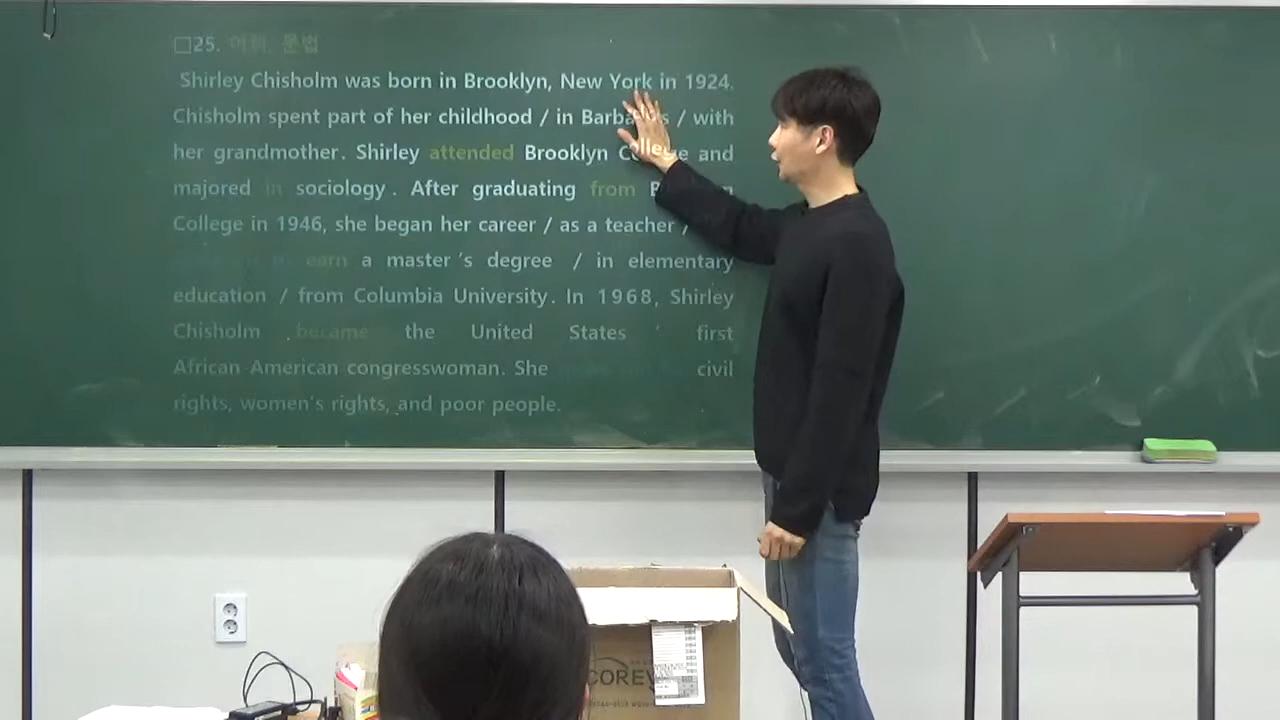 □25. 어휘, 문법
Shirley Chisholm was born in Brooklyn, New York in 1924.
Chisholm spent part of her childhood / in / with
her grandmother. Shirley attended Brooklyn and
majored in sociology. After graduating from
College in 1946, she began her career / as a teacher /
earn a master's degree / in elementary
education / from Columbia University. In 1968, Shirley
Chisholm became the United States ' first
African American congresswoman. She civil
rights, women's rights, and poor people.
COREX